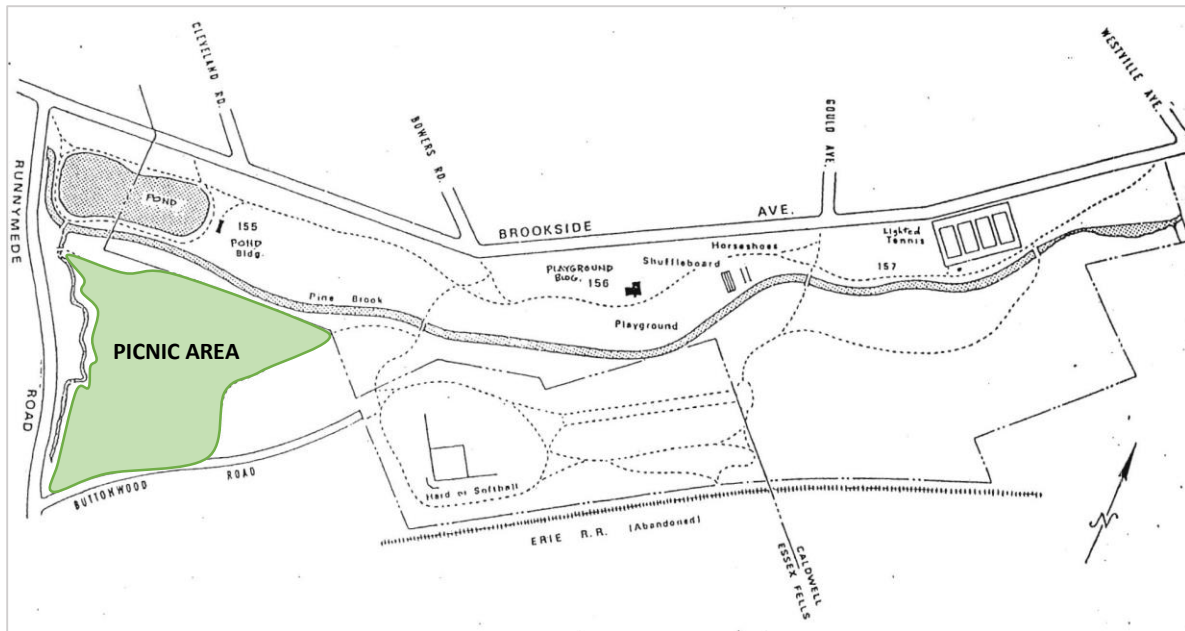 CLEVELAND RD.
BOWERS RD.
GOULD AVE.
WESTVILLE AVE.
RUNNYMEDE
ROAD
POND
155
POND
Bldg.
BROOKSIDE AVE.
Lighted
Tennis
Horseshoes
Shuffleboard
157
PLAYGROUND
BLDG. 156
Pine Brook
Playground
PICNIC AREA
Hard or Softball
BUTTONWOOD ROAD
ERIE R.R. (Abandoned)
CALDWELL
ESSEX FELLS
N